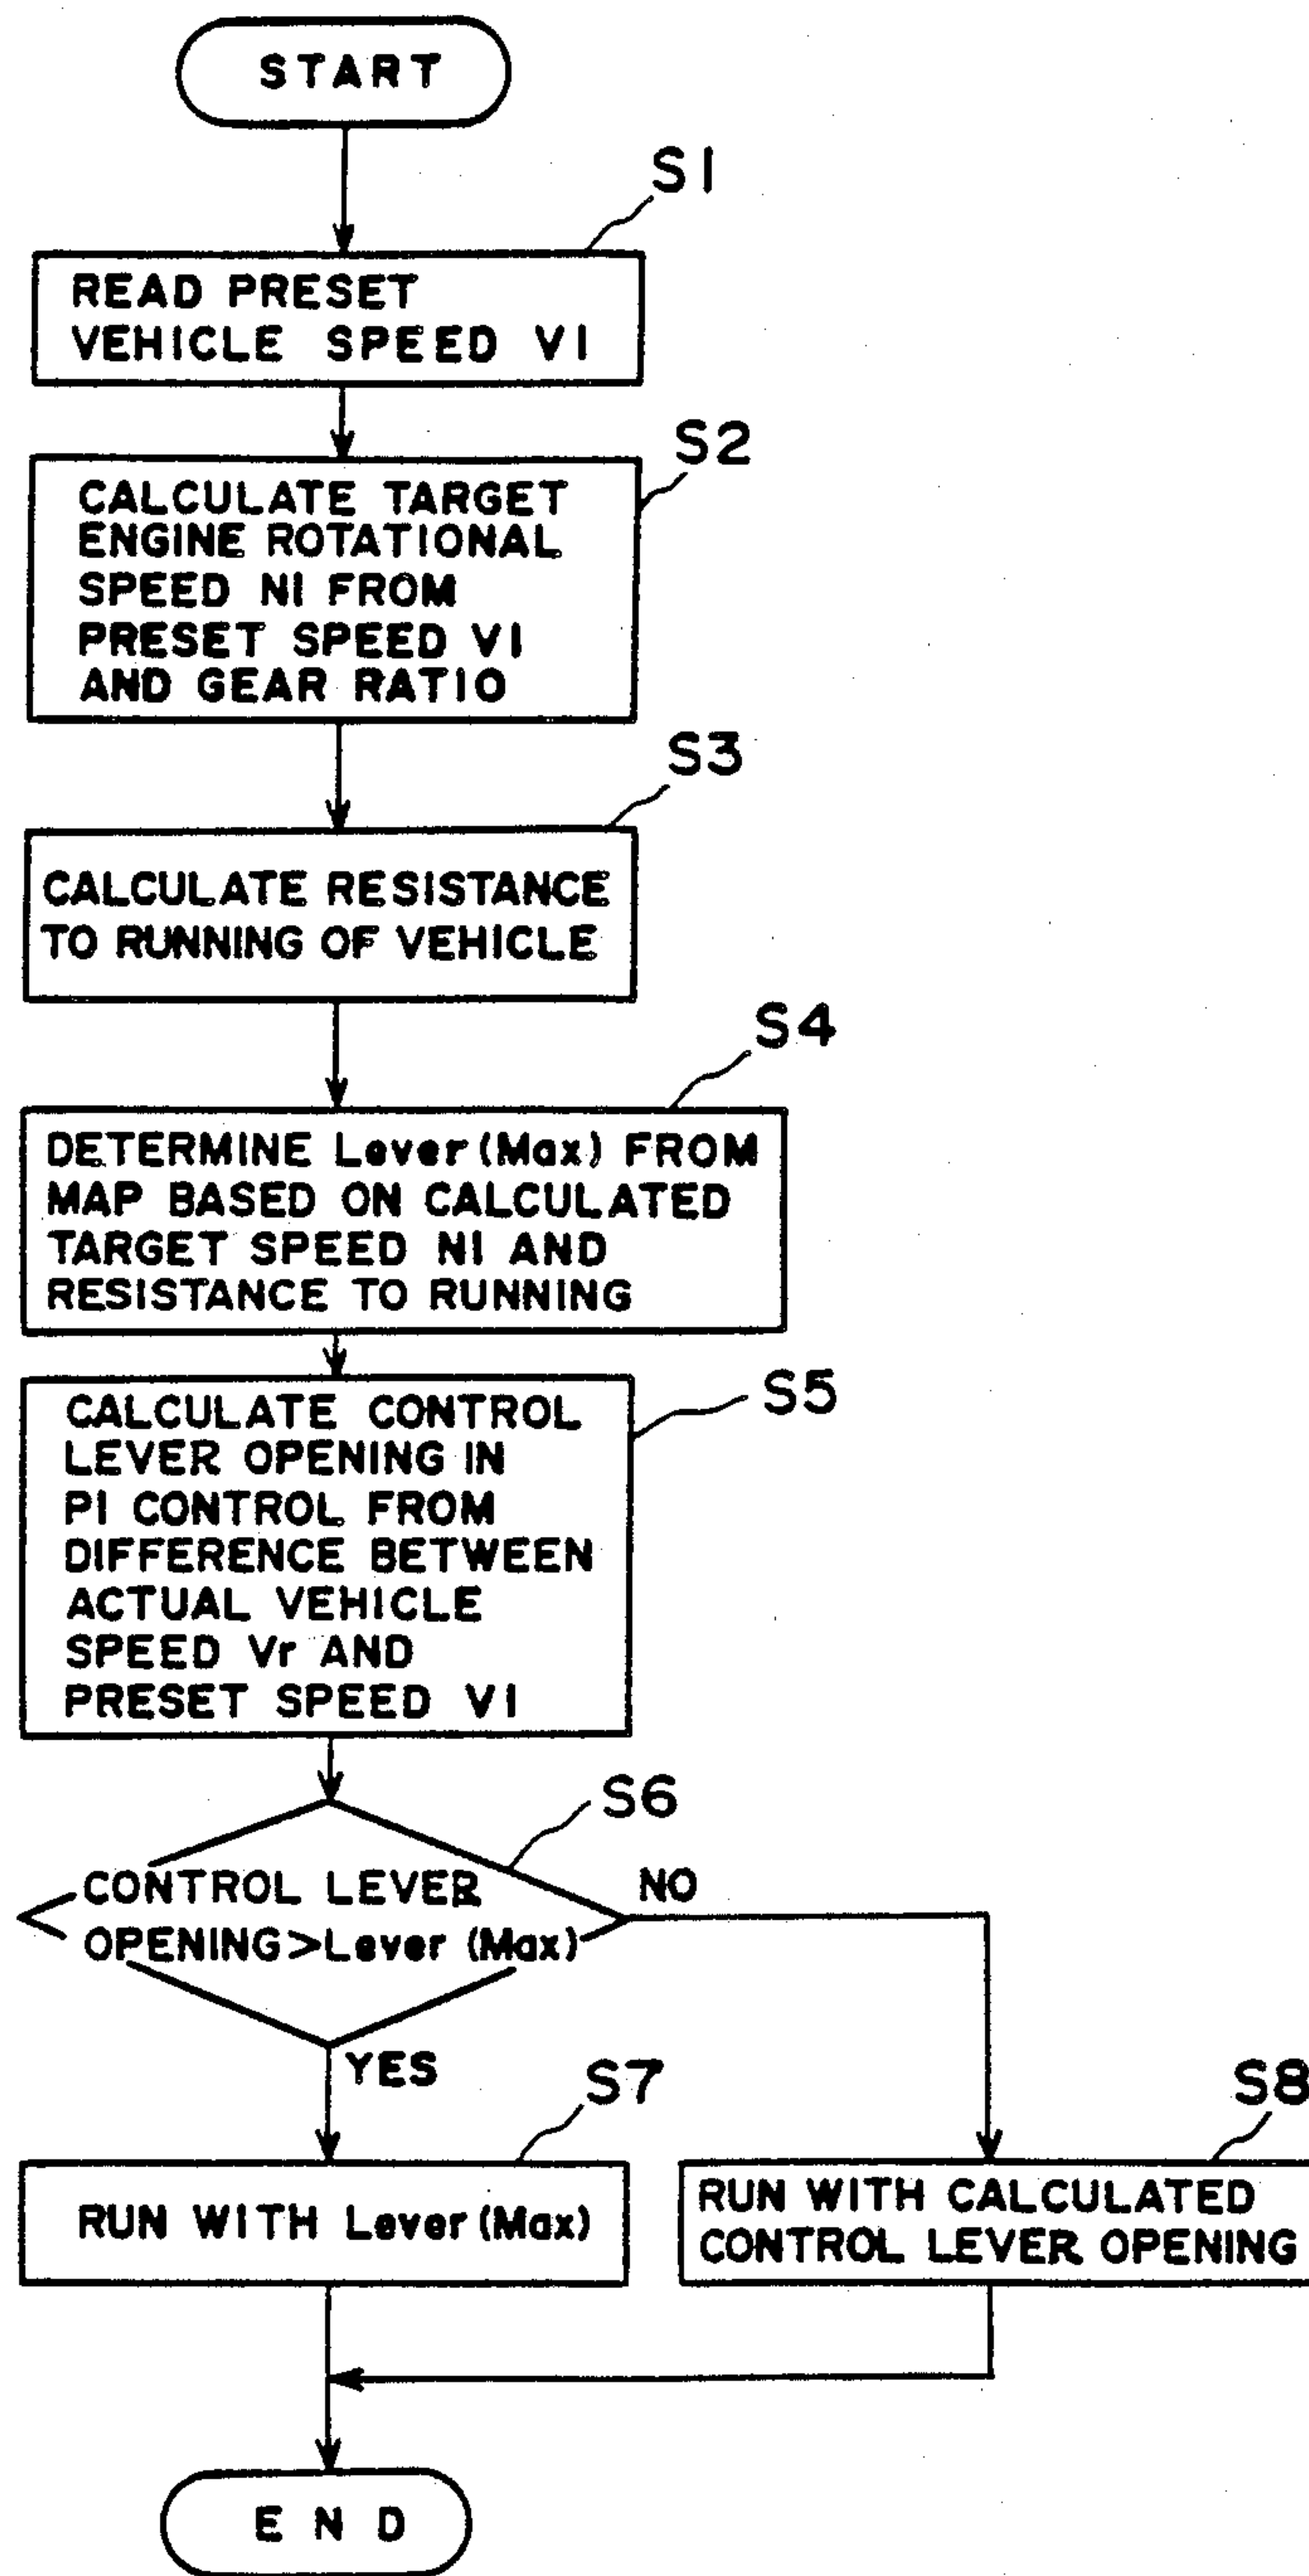 START
S1
READ PRESET
VEHICLE SPEED V1
S2
CALCULATE TARGET
ENGINE ROTATIONAL
SPEED N1 FROM
PRESET SPEED V1
AND GEAR RATIO
S3
CALCULATE RESISTANCE
TO RUNNING OF VEHICLE
S4
DETERMINE Lever (Max) FROM
MAP BASED ON CALCULATED
TARGET SPEED N1 AND
RESISTANCE TO RUNNING
S5
CALCULATE CONTROL
LEVER OPENING IN
PI CONTROL FROM
DIFFERENCE BETWEEN
ACTUAL VEHICLE
SPEED Vr AND
PRESET SPEED V1
S6
CONTROL LEVER
OPENING>Lever (Max)
NO
YES
S7
RUN WITH Lever (Max)
S8
RUN WITH CALCULATED
CONTROL LEVER OPENING
END